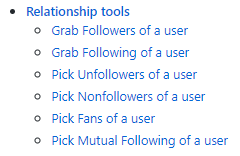 Relationship tools
Grab Followers of a user
Grab Following of a user
Pick Unfollowers of a user
Pick Nonfollowers of a user
Pick Fans of a user
Pick Mutual Following of a user